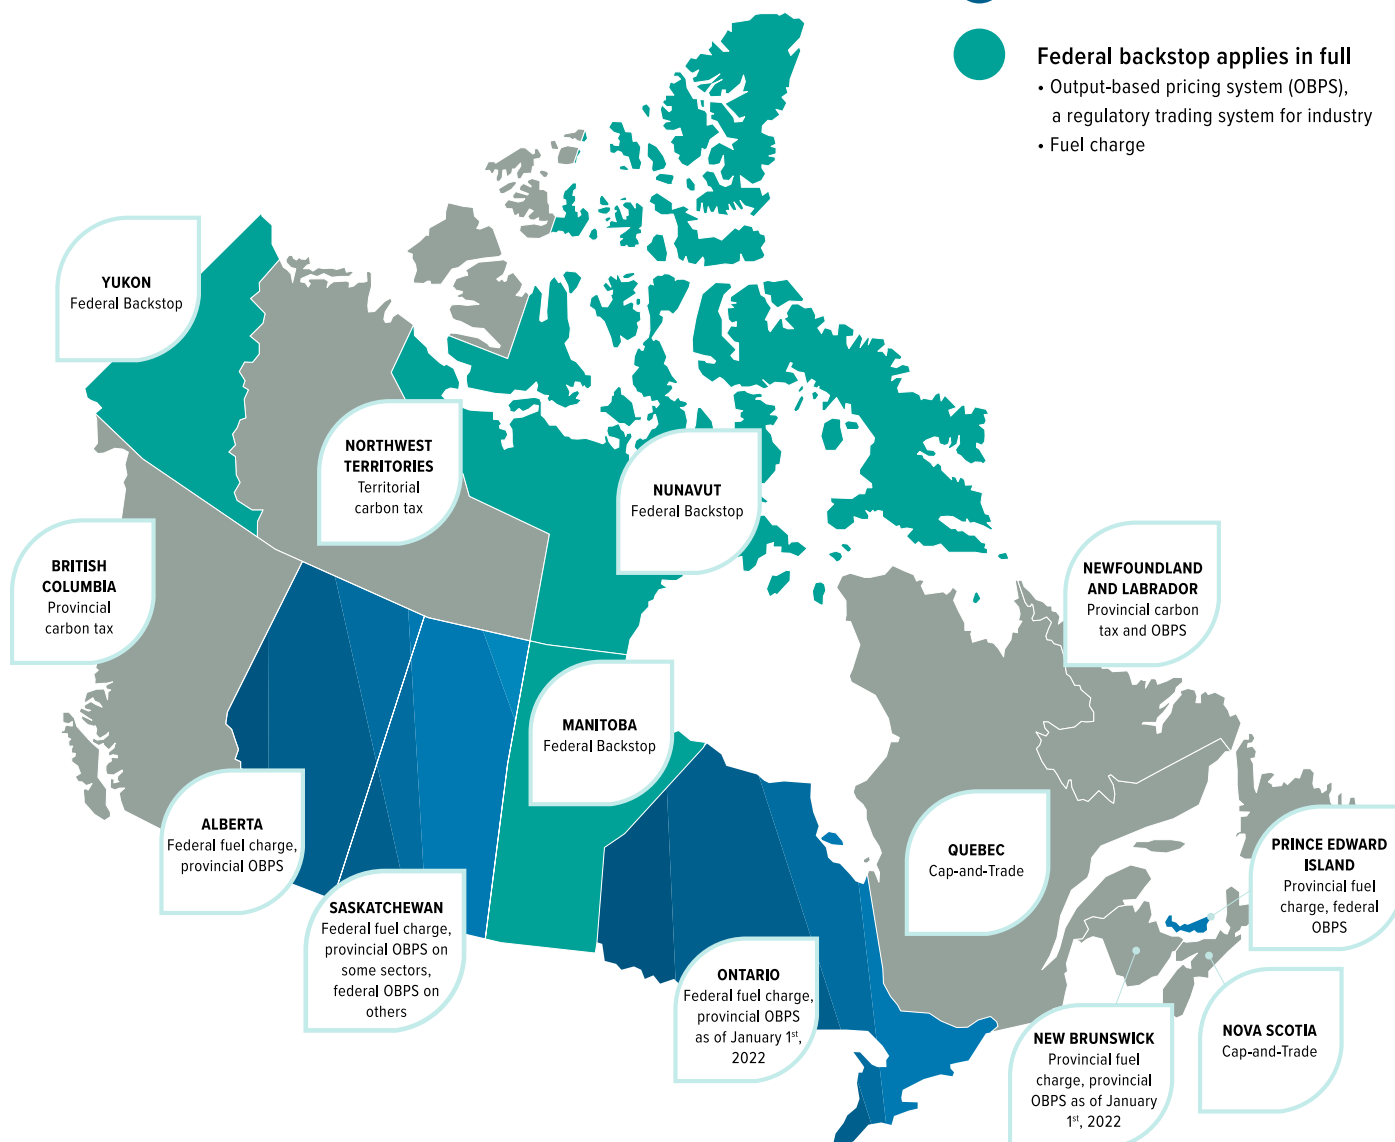 Federal backstop applies in full
• Output-based pricing system (OBPS),
a regulatory trading system for industry
• Fuel charge
YUKON
Federal Backstop
NORTHWEST
TERRITORIES
Territorial
carbon tax
NUNAVUT
Federal Backstop
BRITISH
COLUMBIA
Provincial
carbon tax
NEWFOUNDLAND
AND LABRADOR
Provincial carbon
tax and OBPS
MANITOBA
Federal Backstop
ALBERTA
Federal fuel charge,
provincial OBPS
QUEBEC
Cap-and-Trade
PRINCE EDWARD
ISLAND
Provincial fuel
charge, federal
OBPS
SASKATCHEWAN
Federal fuel charge,
provincial OBPS on
some sectors,
federal OBPS on
others
ONTARIO
Federal fuel charge,
provincial OBPS
as of January 1st,
2022
NEW BRUNSWICK
Provincial fuel
charge, provincial
OBPS as of January
1st, 2022
NOVA SCOTIA
Cap-and-Trade